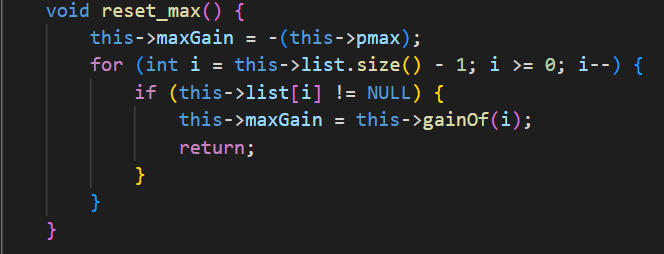 void reset_max() {
    this->maxGain = -(this->pmax);
    for (int i = this->list.size() - 1; i >= 0; i--) {
        if (this->list[i] != NULL) {
            this->maxGain = this->gainOf(i);
            return;
        }
    }
}